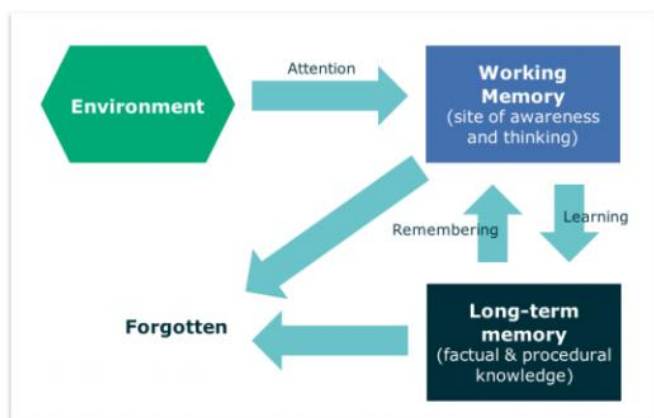 Attention
Environment
Working
Memory
(site of awareness
and thinking)
Remembering
Learning
Forgotten
Long-term
memory
(factual & procedural
knowledge)